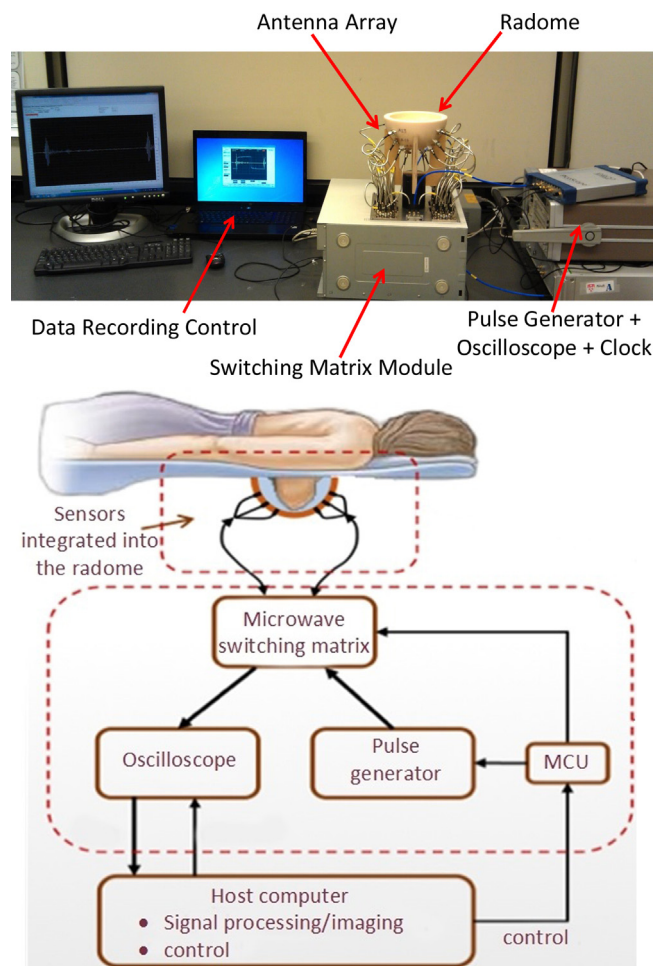 Antenna Array
Radome
DELL
Data Recording Control
Pulse Generator +
Oscilloscope + Clock
Switching Matrix Module
Sensors
integrated into
the radome
Microwave
switching matrix
Oscilloscope
Pulse
generator
MCU
Host computer
• Signal processing/imaging
• control
control